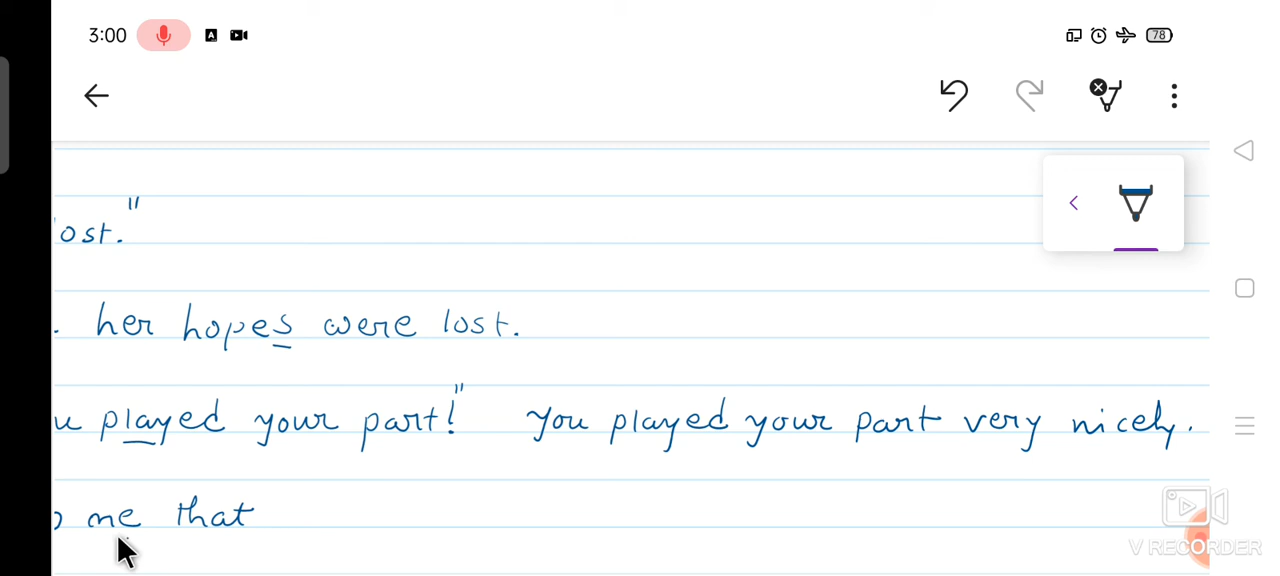 3:00 A 78
ost."
. her hopes were lost.
u played your part!" You played your part very nicely.
me that
V RECORDER